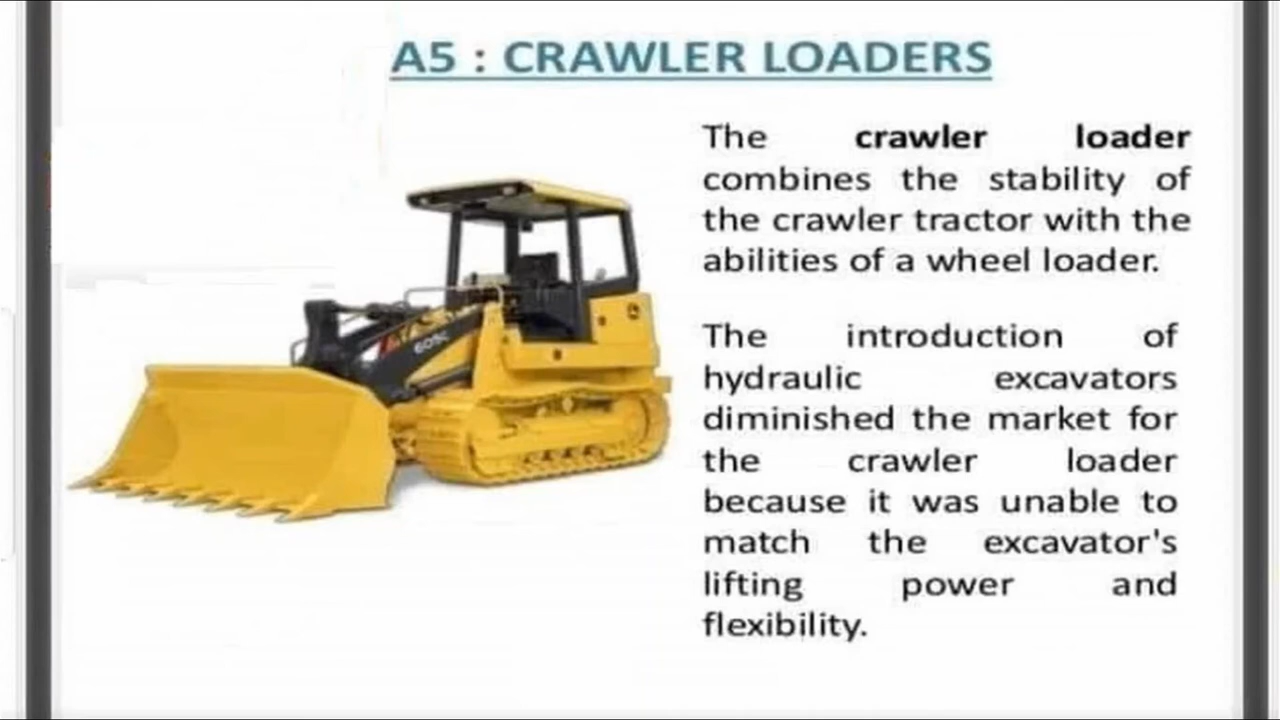 A5 : CRAWLER LOADERS
The crawler loader
combines the stability of
the crawler tractor with the
abilities of a wheel loader.
The introduction of
hydraulic excavators
diminished the market for
the crawler loader
because it was unable to
match the excavator's
lifting power and
flexibility.
605C